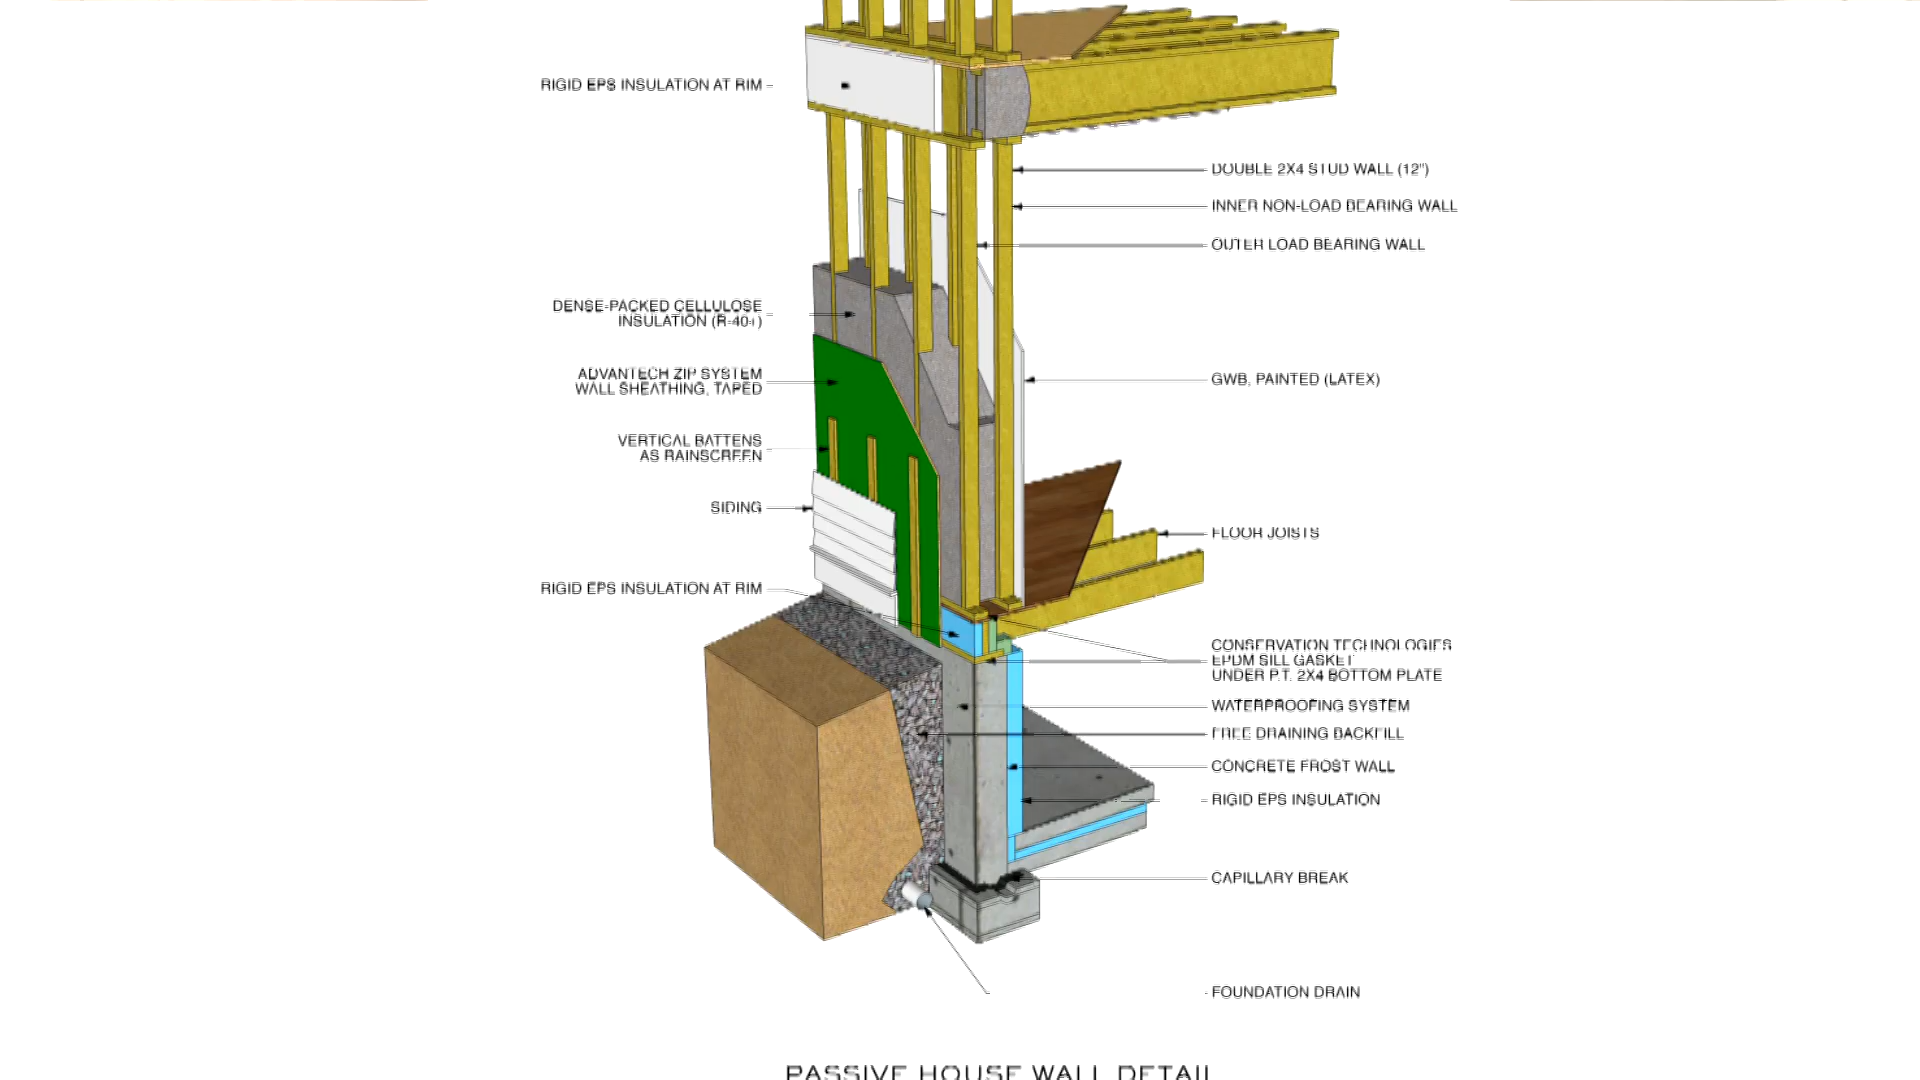 RIGID EPS INSULATION AT RIM
DOUBLE 2X4 STUD WALL (12")
INNER NON-LOAD BEARING WALL
OUTER LOAD BEARING WALL
DENSE-PACKED CELLULOSE
INSULATION (R-40+)
ADVANTECH ZIP SYSTEM
WALL SHEATHING, TAPED
GWB, PAINTED (LATEX)
VERTICAL BATTENS
AS RAINSCREEN
SIDING
FLOOR JOISTS
RIGID EPS INSULATION AT RIM
CONSERVATION TECHNOLOGIES
EPDM SILL GASKET
UNDER P.T. 2X4 BOTTOM PLATE
WATERPROOFING SYSTEM
FREE DRAINING BACKFILL
CONCRETE FROST WALL
RIGID EPS INSULATION
CAPILLARY BREAK
FOUNDATION DRAIN
PASSIVE HOUSE WALL DETAIL